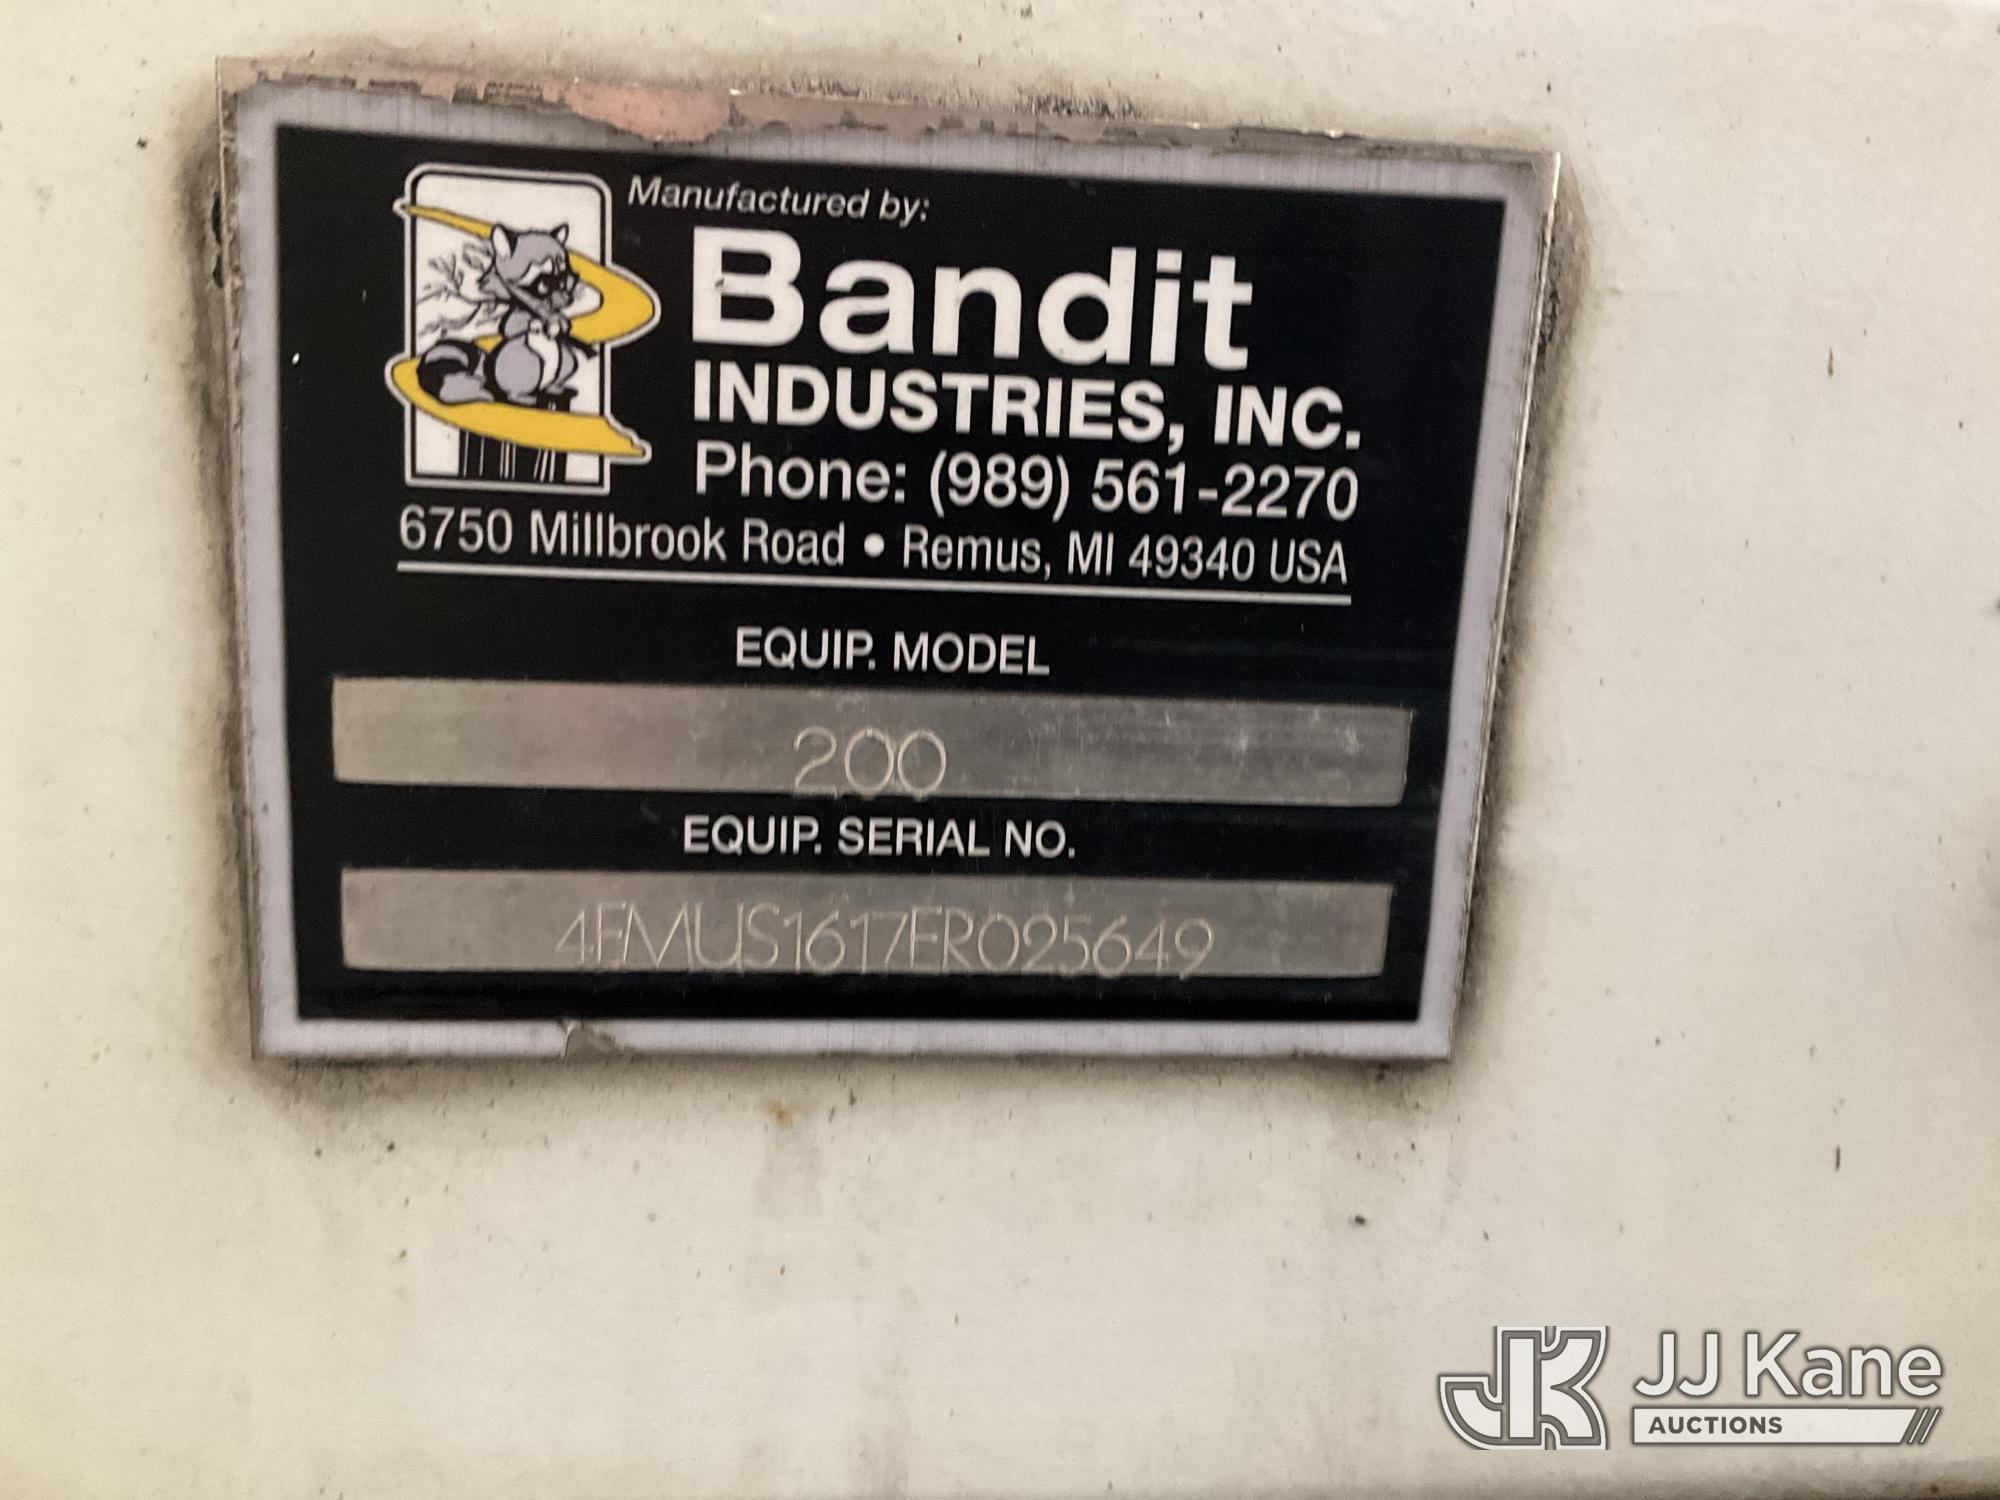 Manufactured by:
Bandit
INDUSTRIES, INC.
Phone: (989) 561-2270
6750 Millbrook Road • Remus, MI 49340 USA
EQUIP. MODEL
200
EQUIP. SERIAL NO.
4FMUS1617ER025649
JK JJ Kane
AUCTIONS